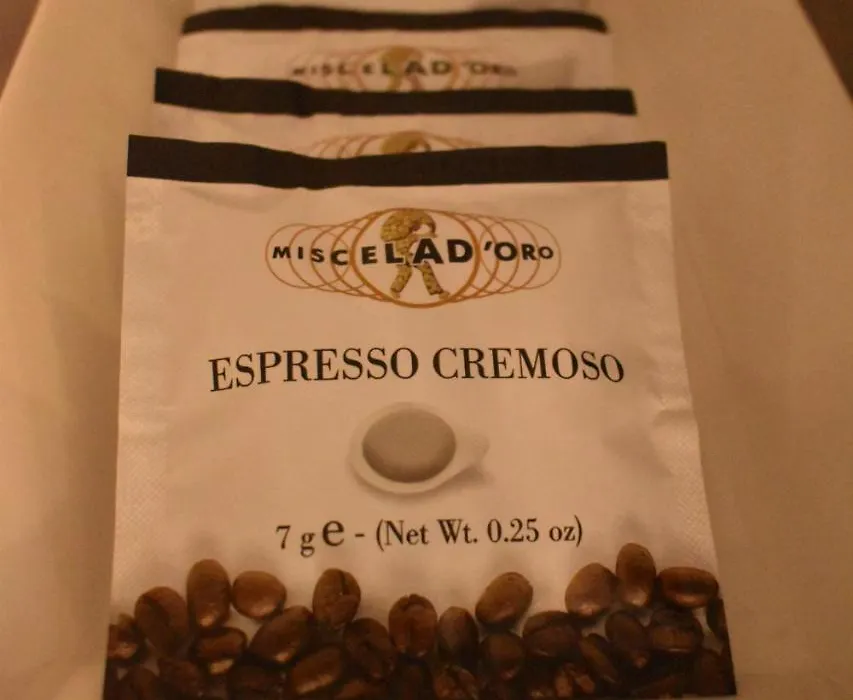 MISCELAD'ORO
MISCELAD'ORO
ESPRESSO CREMOSO
7 g e - (Net Wt. 0.25 oz)